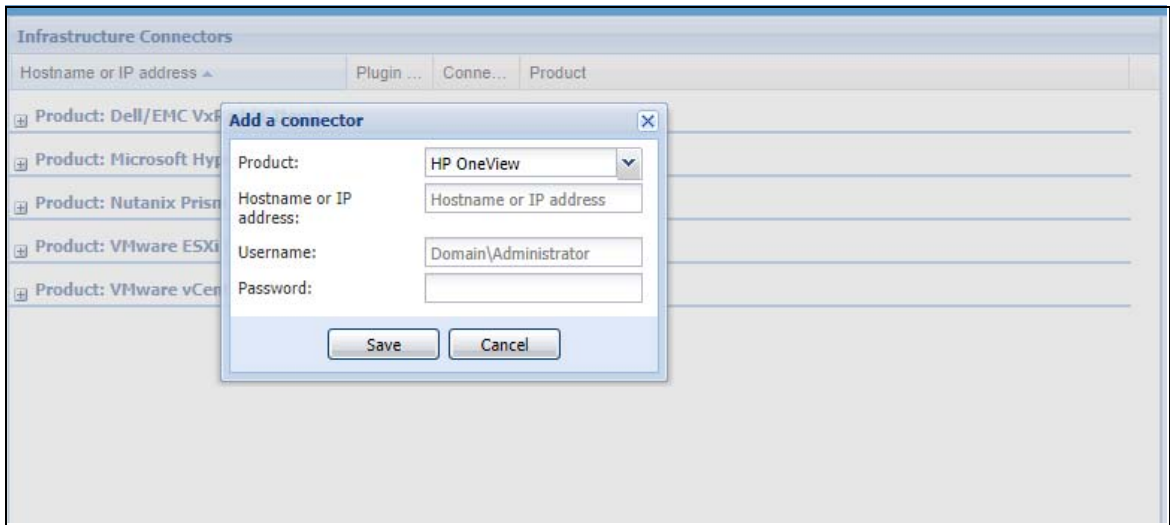 Infrastructure Connectors
Hostname or IP address Plugin ... Conne... Product
Product: Dell/EMC VxR
Add a connector
Product: HP OneView
Product: Microsoft Hyp
Hostname or IP address: Hostname or IP address
Product: Nutanix Prism
Username: Domain\Administrator
Product: VMware ESXi
Password:
Product: VMware vCen
Save Cancel